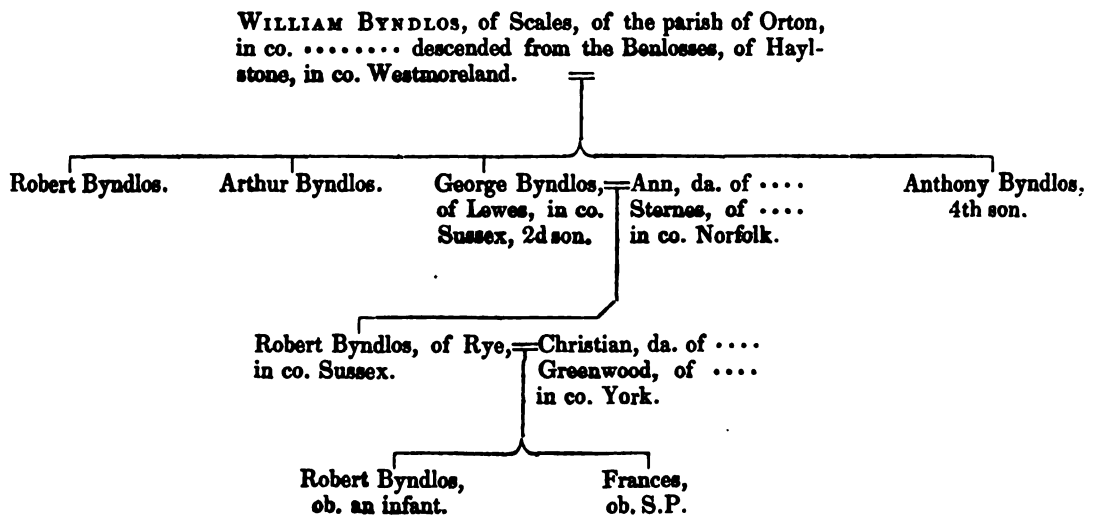 WILLIAM BYNDLOS, of Scales, of the parish of Orton,
in co. ········ descended from the Benlosses, of Hayl-
stone, in co. Westmoreland.
Robert Byndlos.
Arthur Byndlos.
George Byndlos,
of Lewes, in co.
Sussex, 2d son.
Ann, da. of ····
Sternes, of ····
in co. Norfolk.
Anthony Byndlos,
4th son.
Robert Byndlos, of Rye,
in co. Sussex.
Christian, da. of ····
Greenwood, of ····
in co. York.
Robert Byndlos,
ob. an infant.
Frances,
ob. S.P.